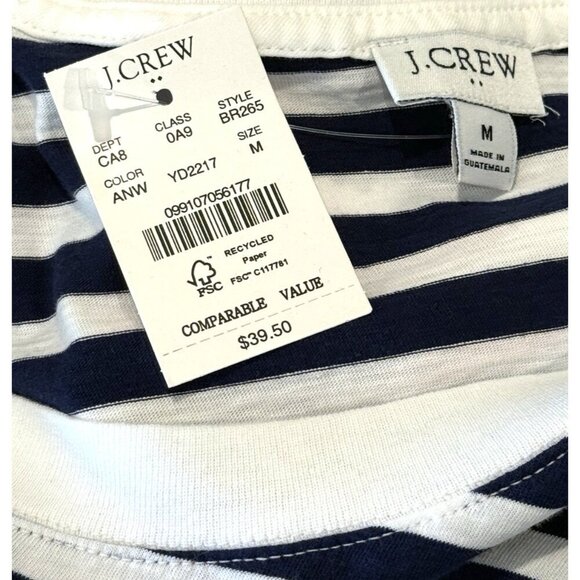 J.CREW
DEPT CLASS STYLE
CA8 0A9 BR265
COLOR SIZE
ANW YD2217 M
099107056177
FSC
RECYCLED
Paper
FSC™ C117781
COMPARABLE VALUE
$39.50
J.CREW
M
MADE IN
GUATEMALA